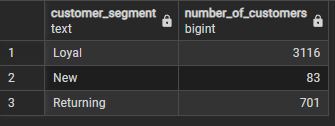 customer_segment number_of_customers
text bigint
1 Loyal 3116
2 New 83
3 Returning 701